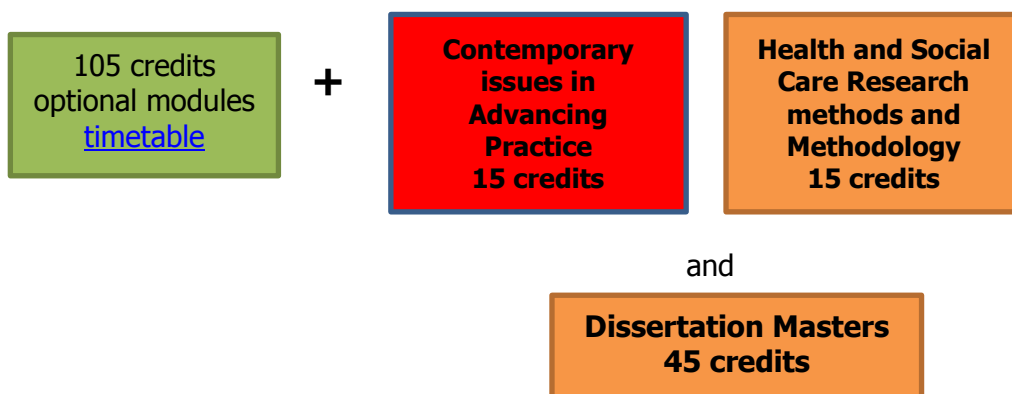 105 credits
optional modules
timetable
+
Contemporary
issues in
Advancing
Practice
15 credits
Health and Social
Care Research
methods and
Methodology
15 credits
and
Dissertation Masters
45 credits